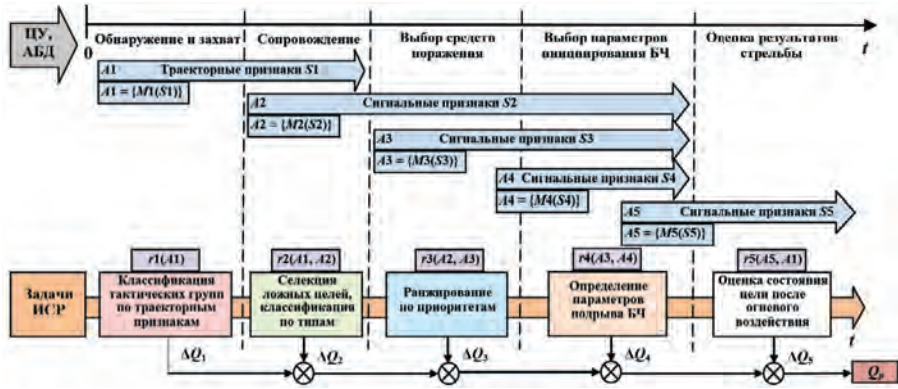 ЦУ,
АБД
0
Обнаружение и захват
Сопровождение
Выбор средств
поражения
Выбор параметров
инициирования БЧ
Оценка результатов
стрельбы
t
A1 Траекторные признаки S1
A1 = {M1(S1)}
A2 Сигнальные признаки S2
A2 = {M2(S2)}
A3 Сигнальные признаки S3
A3 = {M3(S3)}
A4 Сигнальные признаки S4
A4 = {M4(S4)}
A5 Сигнальные признаки S5
A5 = {M5(S5)}
r1(A1)
r2(A1, A2)
r3(A2, A3)
r4(A3, A4)
r5(A5, A1)
Задачи
ИСР
Классификация
тактических групп
по траекторным
признакам
Селекция
ложных целей,
классификация
по типам
Ранжирование
по приоритетам
Определение
параметров
подрыва БЧ
Оценка состояния
цели после
огневого
воздействия
t
ΔQ1
ΔQ2
ΔQ3
ΔQ4
ΔQ5
Qр